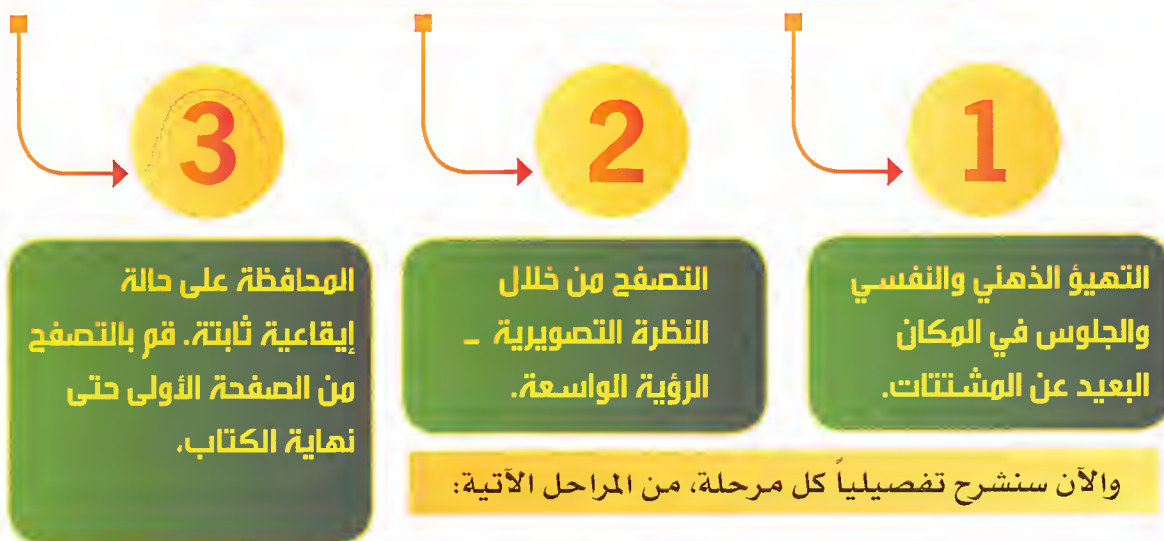 1
التهيؤ الذهني والنفسي
والجلوس في المكان
البعيد عن المشتتات.
2
التصفح من خلال
النظرة التصويرية –
الرؤية الواسعة.
3
المحافظة على حالة
إيقاعية ثابتة. قم بالتصفح
من الصفحة الأولى حتى
نهاية الكتاب.
والآن سنشرح تفصيلياً كل مرحلة، من المراحل الآتية: